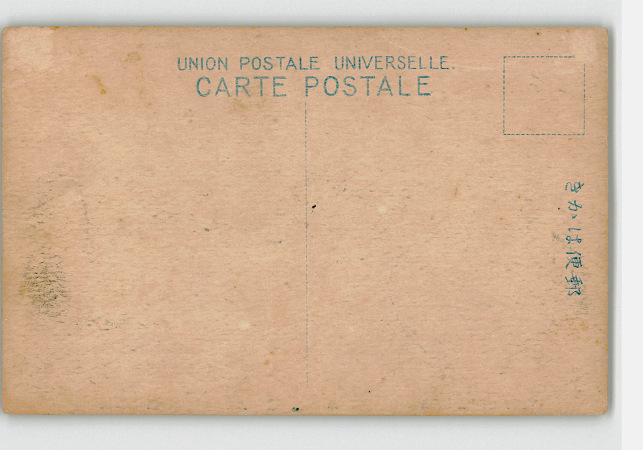 UNION POSTALE UNIVERSELLE.
CARTE POSTALE
きかは便郵